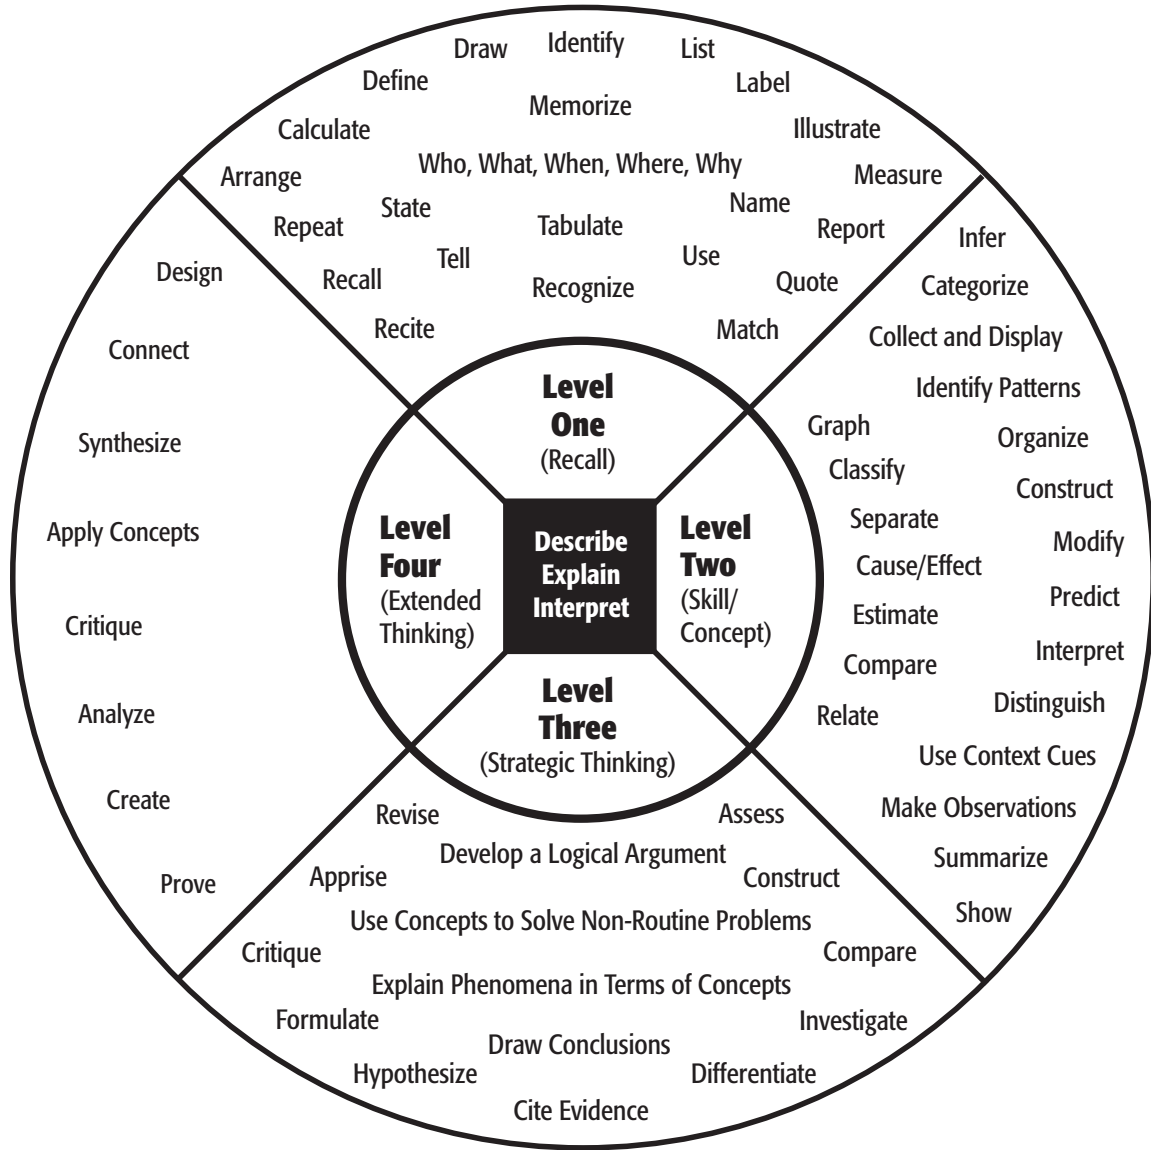 Draw
Identify
List
Define
Label
Memorize
Calculate
Illustrate
Who, What, When, Where, Why
Arrange
Measure
State
Name
Repeat
Tabulate
Report
Tell
Use
Recall
Recognize
Quote
Recite
Match
Level
One
(Recall)
Infer
Categorize
Collect and Display
Identify Patterns
Graph
Organize
Classify
Construct
Separate
Modify
Cause/Effect
Predict
Estimate
Interpret
Compare
Distinguish
Relate
Use Context Cues
Make Observations
Summarize
Show
Level
Two
(Skill/
Concept)
Describe
Explain
Interpret
Level
Four
(Extended
Thinking)
Design
Connect
Synthesize
Apply Concepts
Critique
Analyze
Create
Prove
Level
Three
(Strategic Thinking)
Revise
Assess
Develop a Logical Argument
Apprise
Construct
Use Concepts to Solve Non-Routine Problems
Critique
Compare
Explain Phenomena in Terms of Concepts
Formulate
Investigate
Draw Conclusions
Hypothesize
Differentiate
Cite Evidence